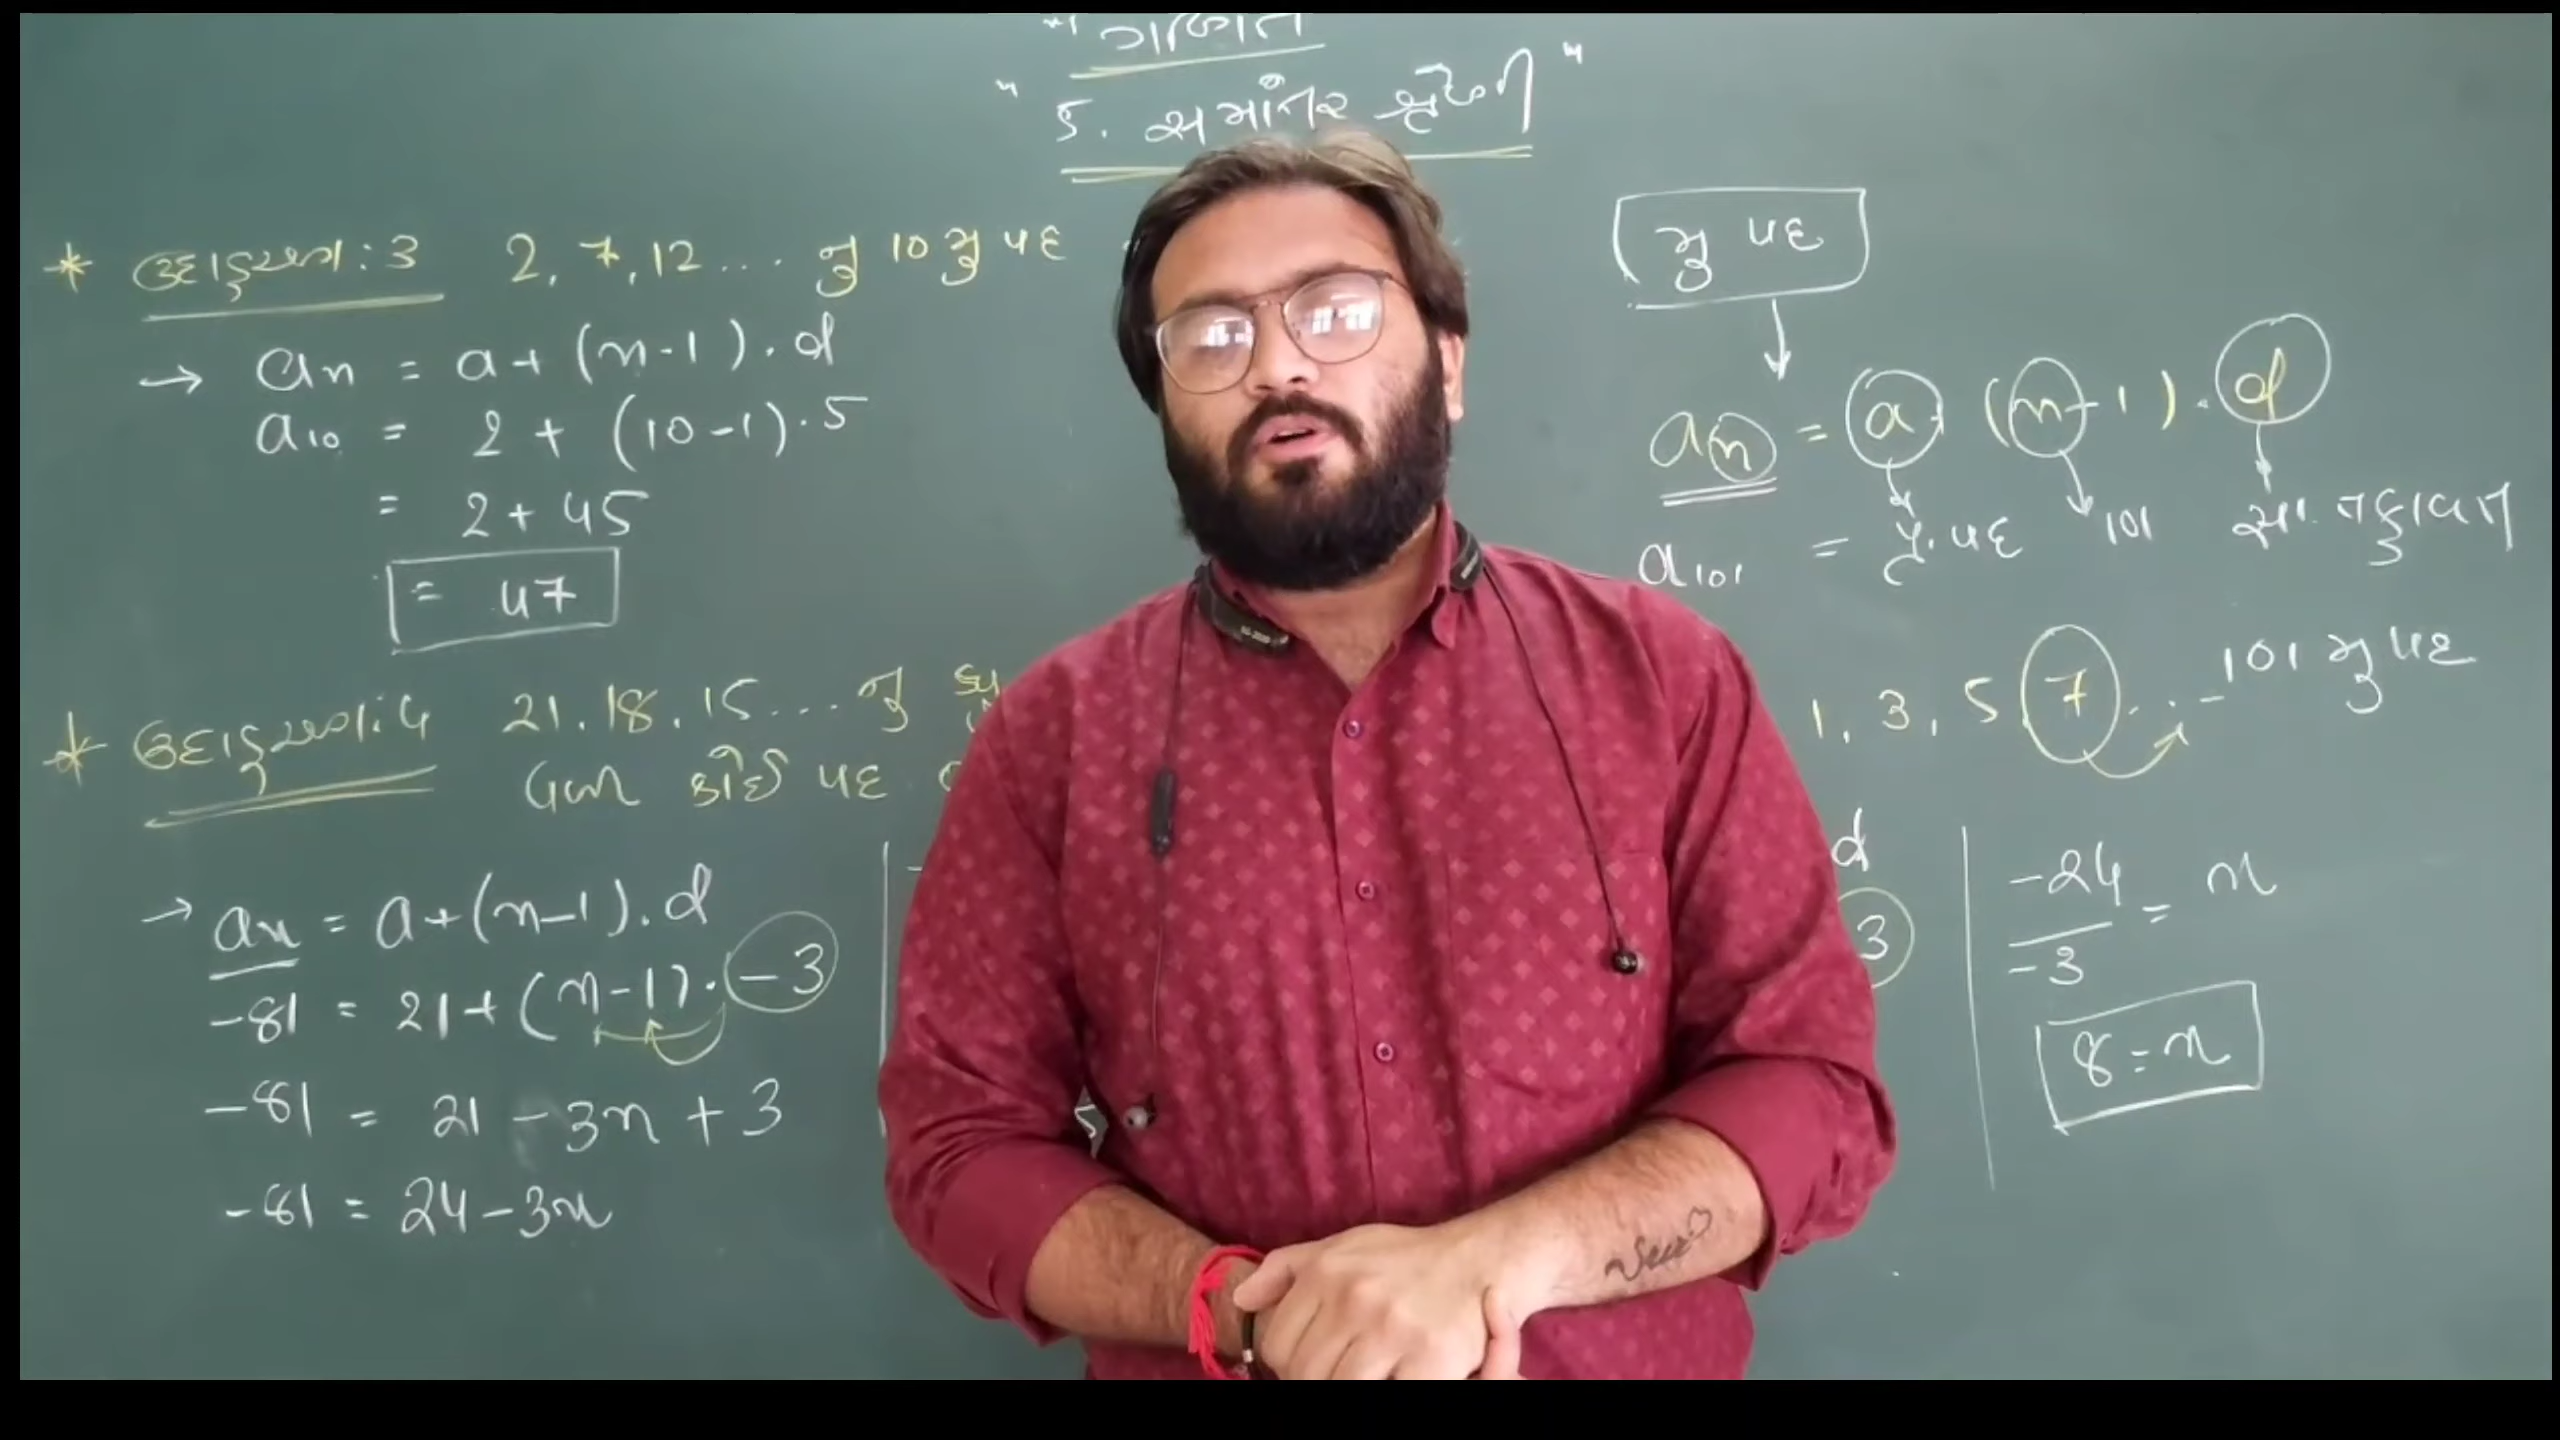 ગણિત
" 5. સમાંતર શ્રેણી "
* ઉદાહરણ : 3 2, 7, 12 ... નું 10 મુ પદ
→ an = a + (n-1) . d
a10 = 2 + (10-1) . 5
= 2 + 45
= 47
* ઉદાહરણ : 4 21, 18, 15 ... નું
કોઈ પદ
→ an = a + (n-1) . d
-81 = 21 + (n-1) . -3
-81 = 21 - 3n + 3
-81 = 24 - 3n
5
મુ પદ
an = a + (n-1) . d
a101 = પ્ર. પદ 101 સા. તફાવત
1, 3, 5 7 ... 101 મુ પદ
d
3
-24/-3 = n
8 = n